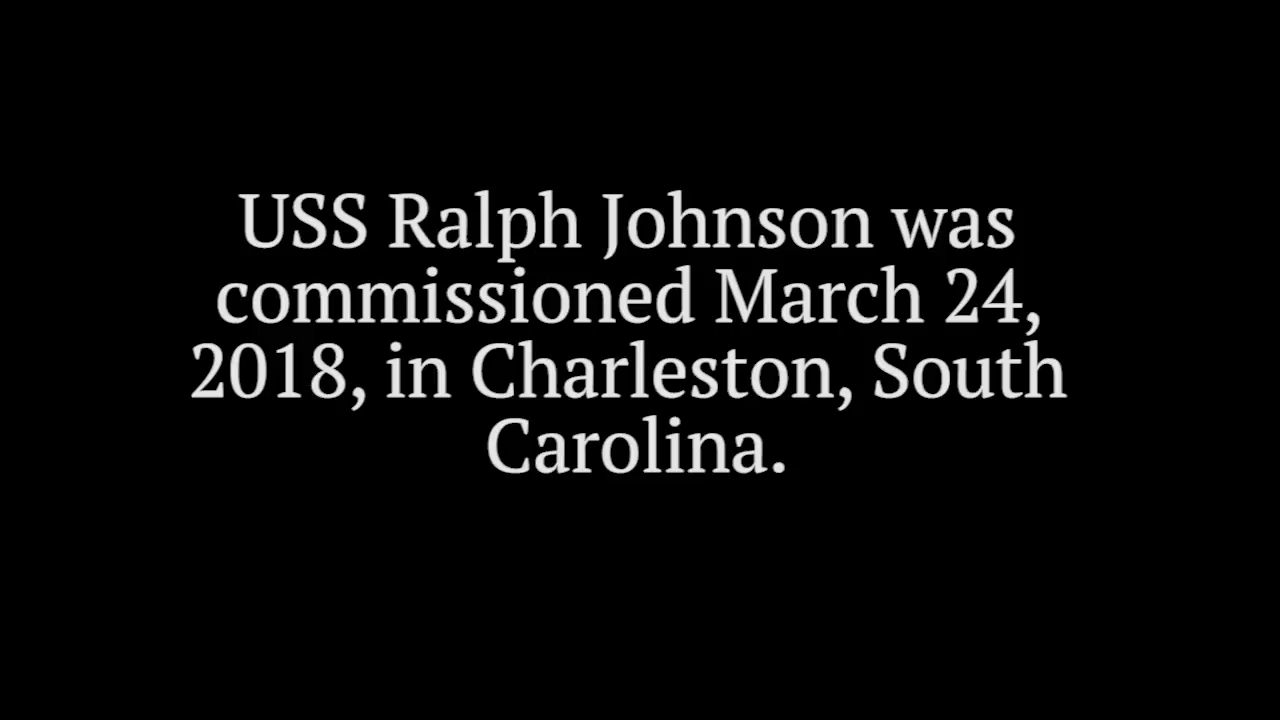 USS Ralph Johnson was
commissioned March 24,
2018, in Charleston, South
Carolina.